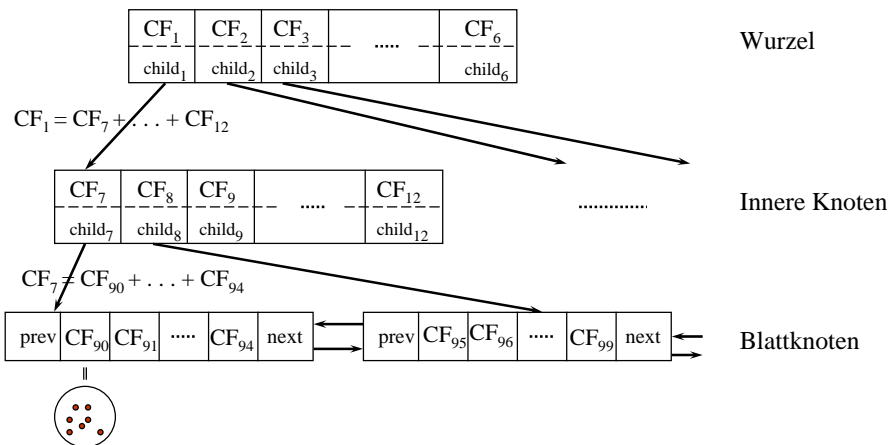 CF₁ CF₂ CF₃ ..... CF₆ Wurzel
child₁ child₂ child₃ child₆
CF₁ = CF₇ + . . . + CF₁₂
CF₇ CF₈ CF₉ ..... CF₁₂ .............. Innere Knoten
child₇ child₈ child₉ child₁₂
CF₇ = CF₉₀ + . . . + CF₉₄
prev CF₉₀ CF₉₁ ..... CF₉₄ next prev CF₉₅ CF₉₆ ..... CF₉₉ next Blattknoten
=